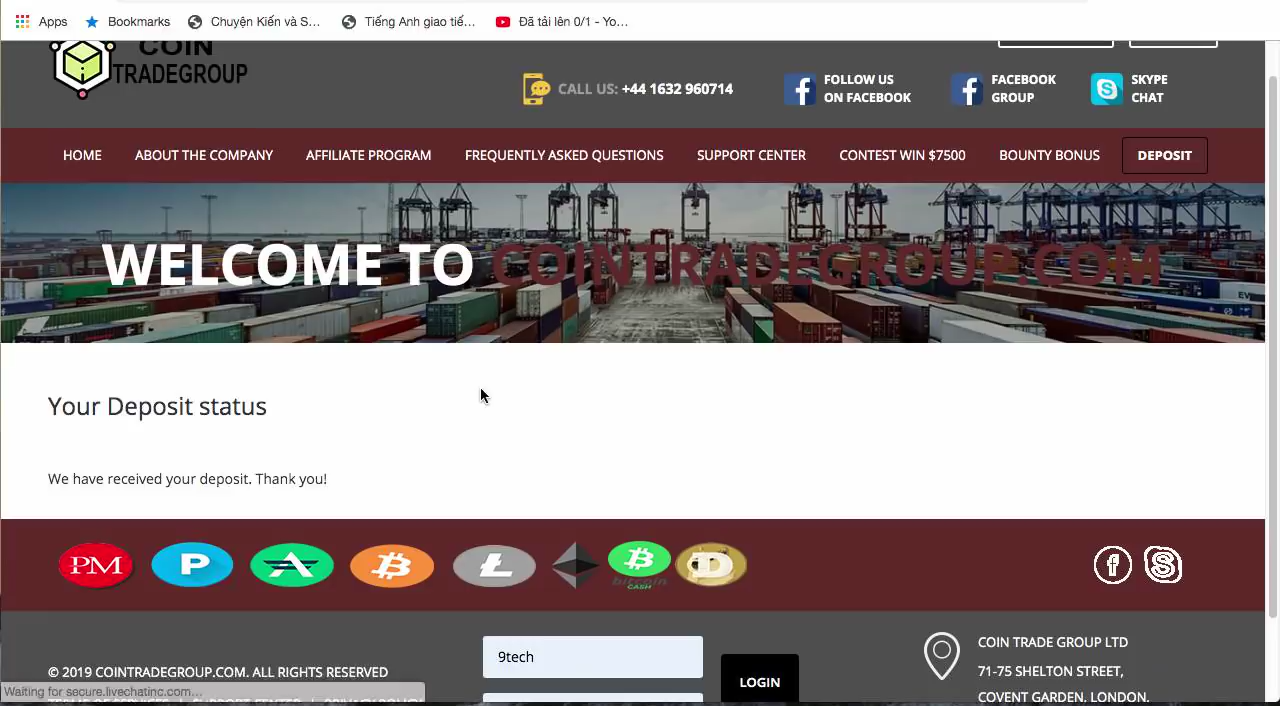 Apps
Bookmarks
Chuyện Kiến và S...
Tiếng Anh giao tiế...
Đã tải lên 0/1 - Yo...
COIN
TRADEGROUP
CALL US: +44 1632 960714
FOLLOW US
ON FACEBOOK
FACEBOOK
GROUP
SKYPE
CHAT
HOME
ABOUT THE COMPANY
AFFILIATE PROGRAM
FREQUENTLY ASKED QUESTIONS
SUPPORT CENTER
CONTEST WIN $7500
BOUNTY BONUS
DEPOSIT
WELCOME TO COINTRADEGROUP.COM
Your Deposit status
We have received your deposit. Thank you!
PM
bitcoin
CASH
9tech
LOGIN
© 2019 COINTRADEGROUP.COM. ALL RIGHTS RESERVED
COIN TRADE GROUP LTD
71-75 SHELTON STREET,
COVENT GARDEN, LONDON,
Waiting for secure.livechatinc.com...